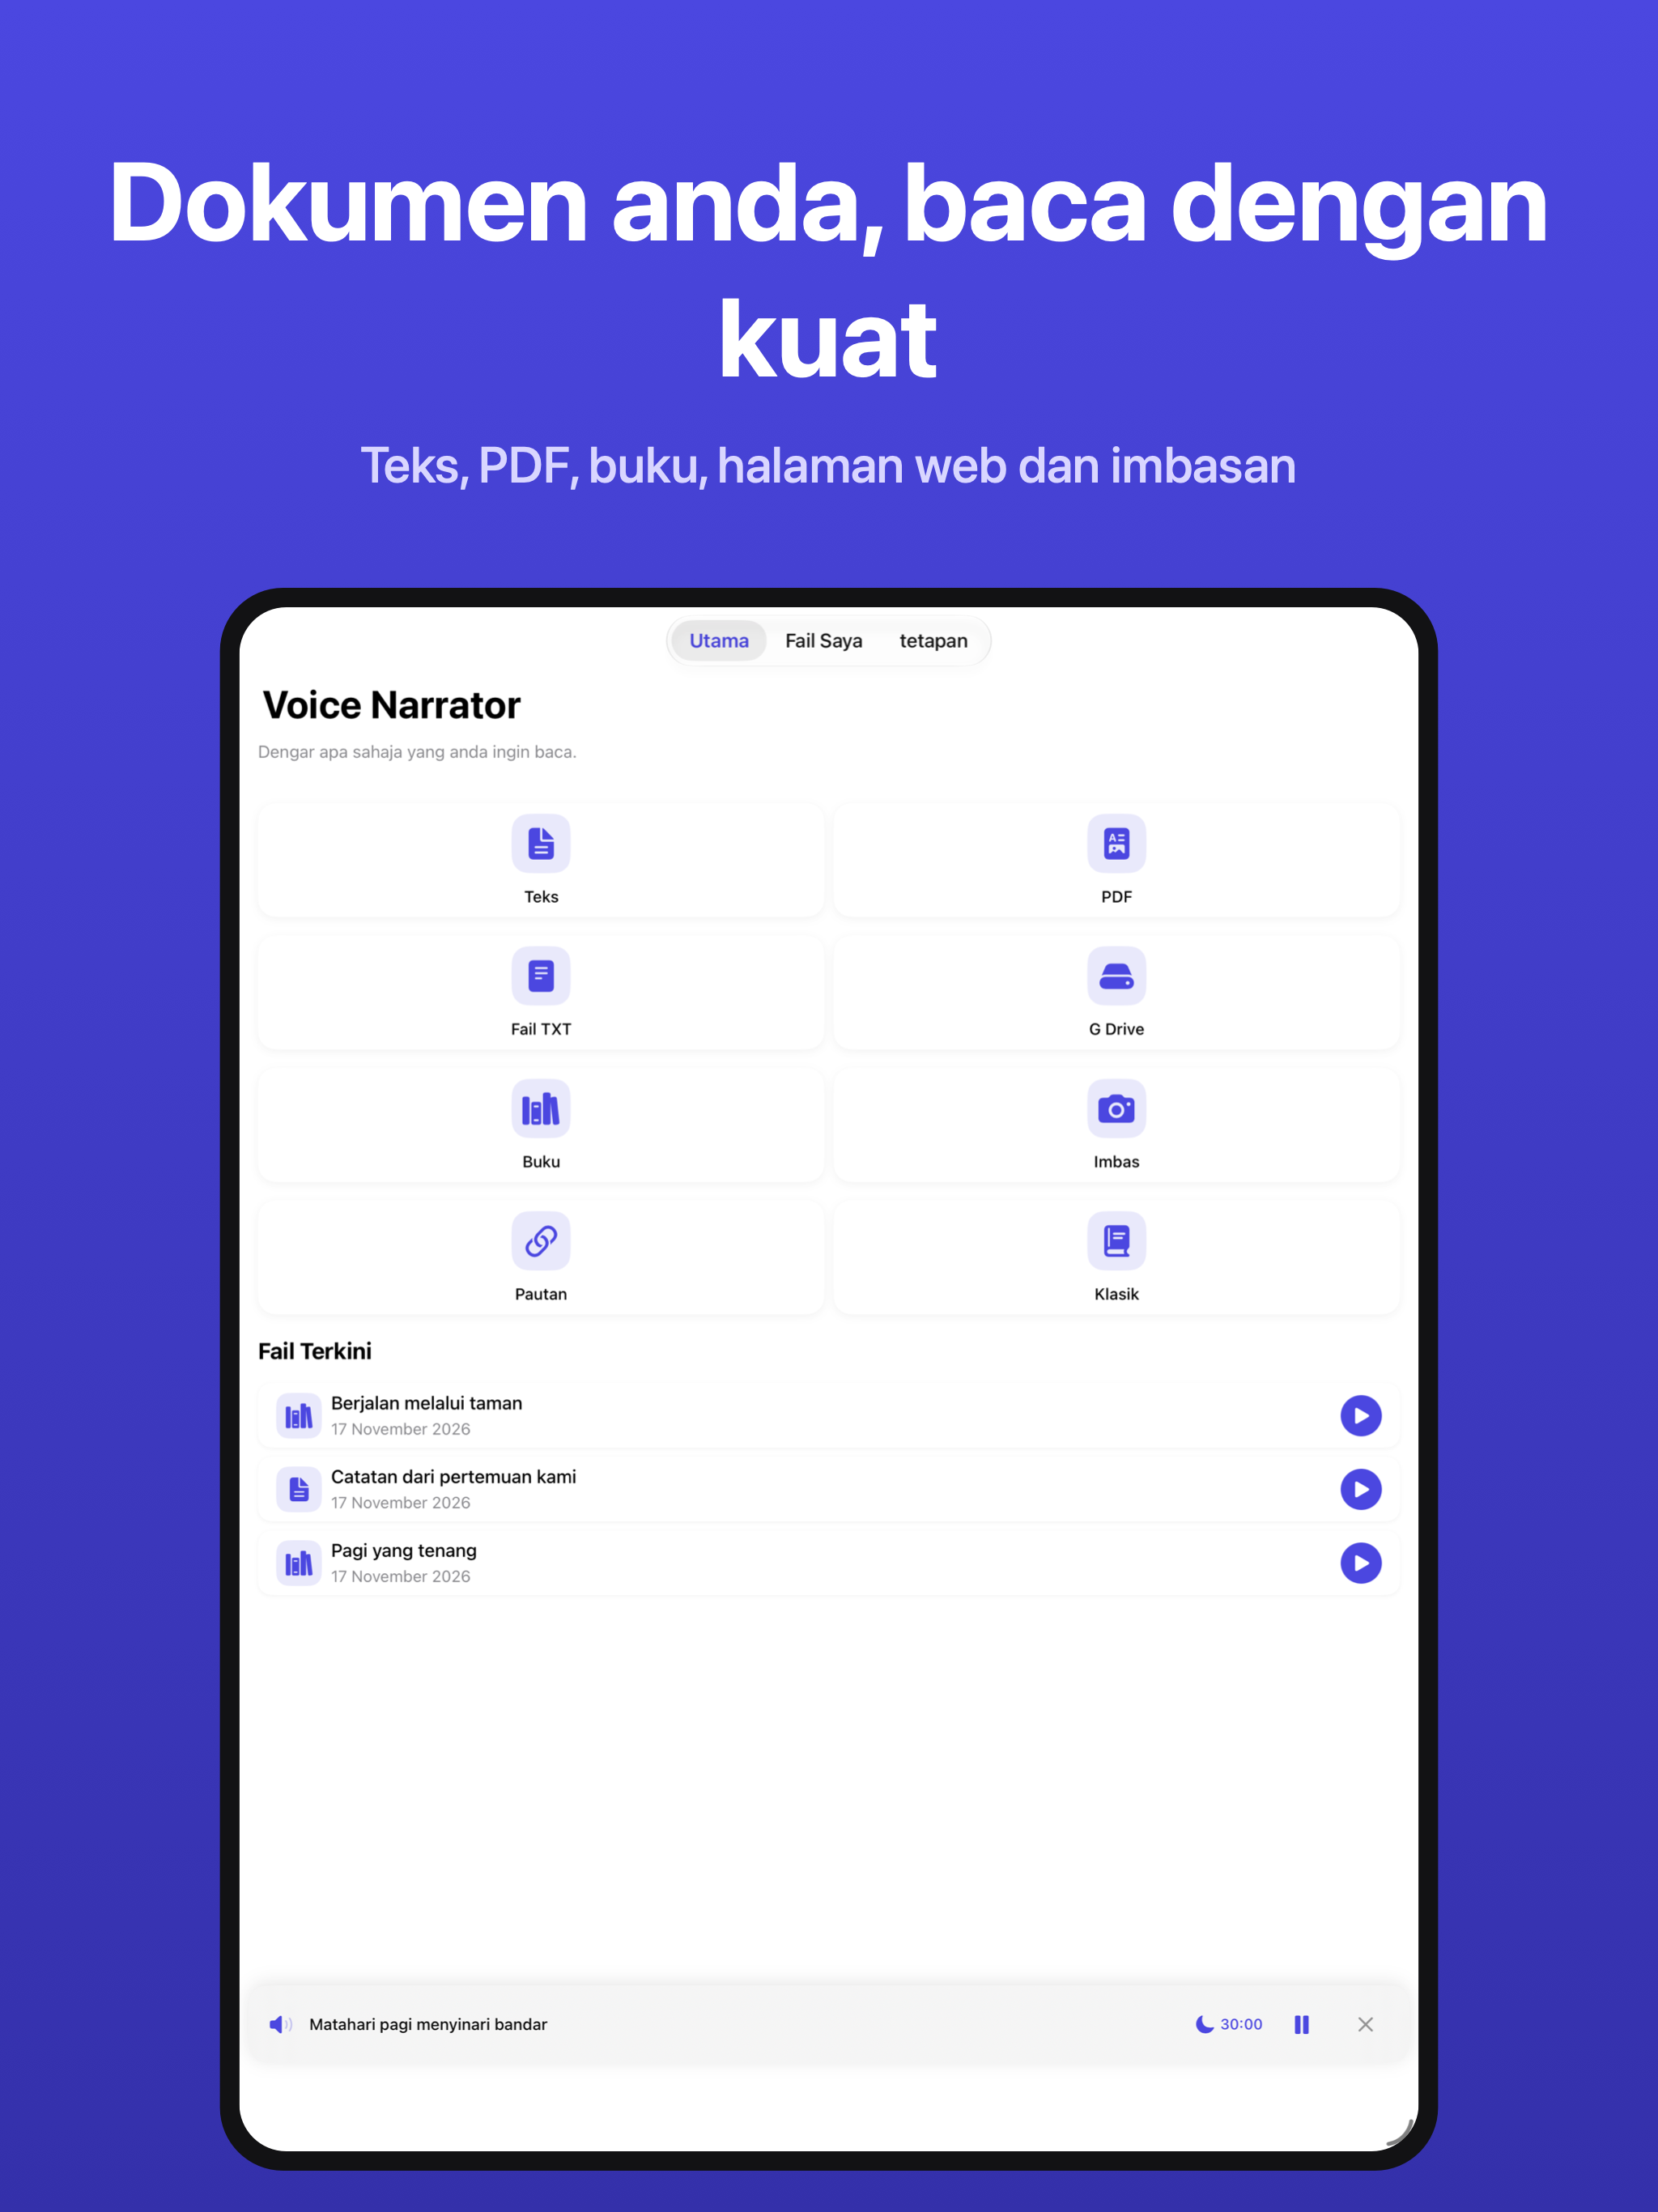 Dokumen anda, baca dengan
kuat
Teks, PDF, buku, halaman web dan imbasan
Utama Fail Saya tetapan
Voice Narrator
Dengar apa sahaja yang anda ingin baca.
Teks
PDF
Fail TXT
G Drive
Buku
Imbas
Pautan
Klasik
Fail Terkini
Berjalan melalui taman
17 November 2026
Catatan dari pertemuan kami
17 November 2026
Pagi yang tenang
17 November 2026
Matahari pagi menyinari bandar
30:00